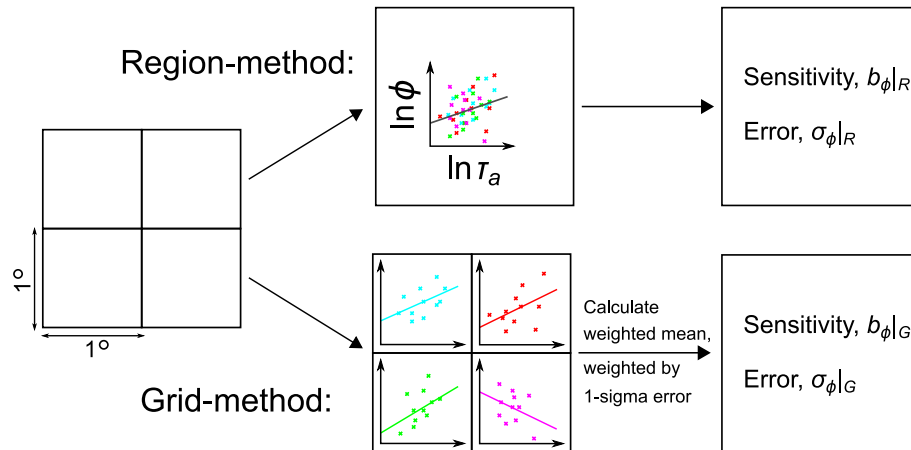 Region-method:
ln ϕ
ln τa
Sensitivity, bϕ|R
Error, σϕ|R
1°
1°
Grid-method:
Calculate
weighted mean,
weighted by
1-sigma error
Sensitivity, bϕ|G
Error, σϕ|G